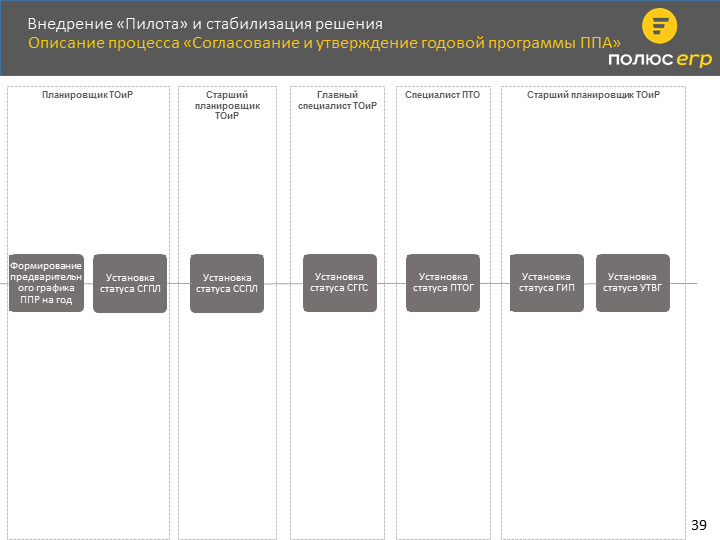 Внедрение «Пилота» и стабилизация решения
Описание процесса «Согласование и утверждение годовой программы ППА»
ПОЛЮС erp
Планировщик ТОиР
Старший
планировщик
ТОиР
Главный
специалист ТОиР
Специалист ПТО
Старший планировщик ТОиР
Формирование
предварительн
ого графика
ППР на год
Установка
статуса СГПЛ
Установка
статуса ССПЛ
Установка
статуса СГГС
Установка
статуса ПТОГ
Установка
статуса ГИП
Установка
статуса УТВГ
39